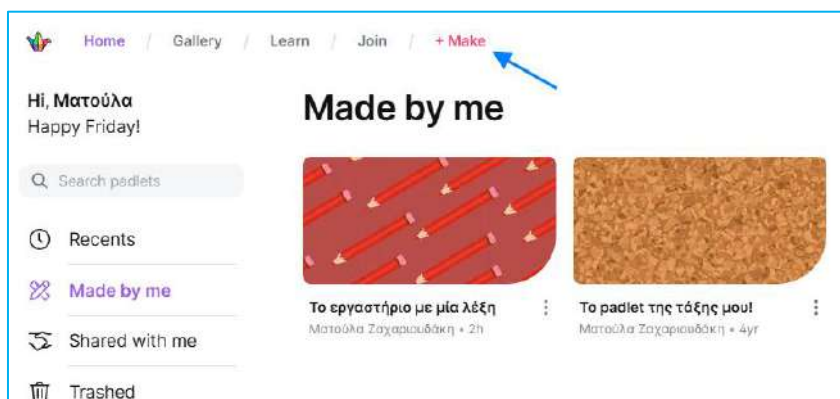 Home / Gallery / Learn / Join / + Make
Hi, Ματούλα
Happy Friday!
Search padlets
Recents
Made by me
Shared with me
Trashed
Made by me
Το εργαστήριο με μία λέξη
Ματούλα Ζαχαριουδάκη • 2h
Το padlet της τάξης μου!
Ματούλα Ζαχαριουδάκη • 4yr